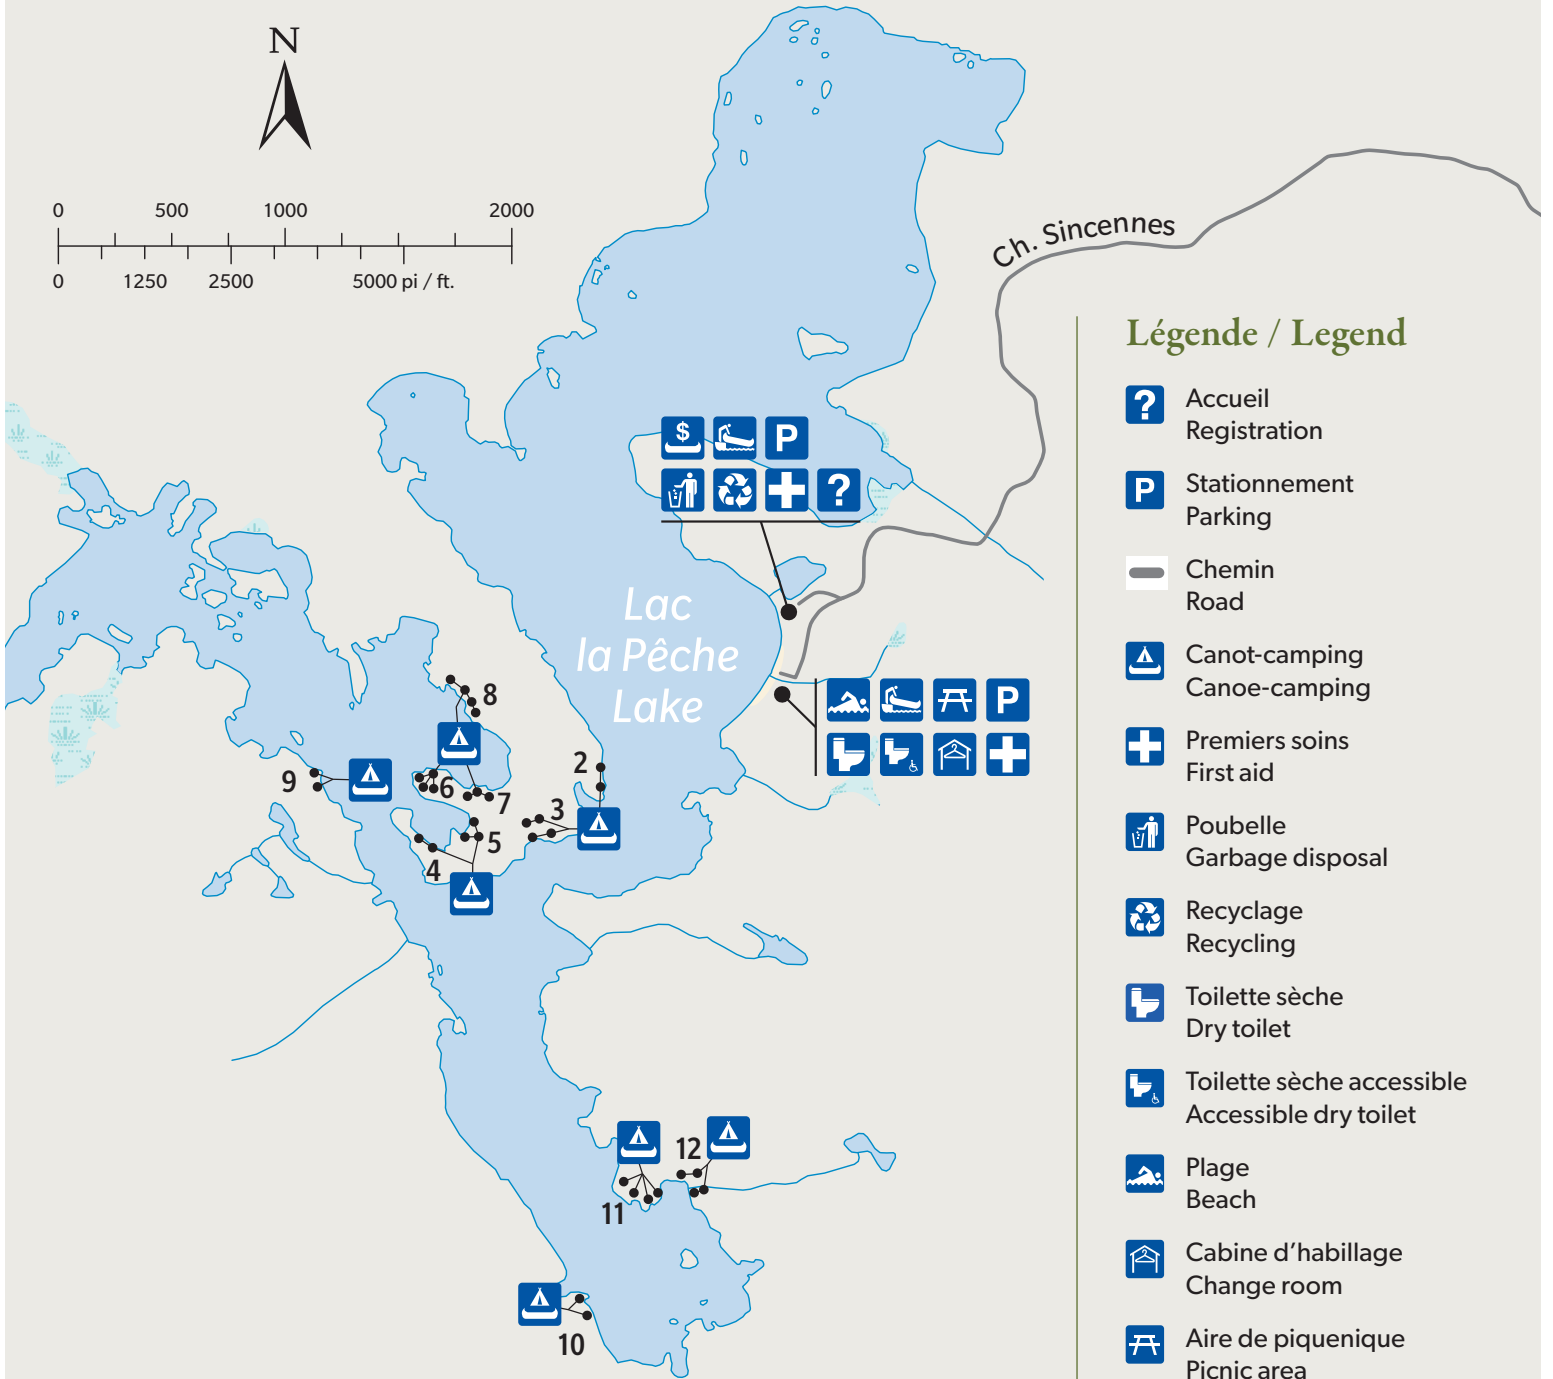 N
0 500 1000 2000
0 1250 2500 5000 pi / ft.
Ch. Sincennes
Légende / Legend
?
Accueil
Registration
P
Stationnement
Parking
Chemin
Road
Canot-camping
Canoe-camping
Premiers soins
First aid
Poubelle
Garbage disposal
Recyclage
Recycling
Toilette sèche
Dry toilet
Toilette sèche accessible
Accessible dry toilet
Plage
Beach
Cabine d'habillage
Change room
Aire de piquenique
Picnic area
$ P
?
Lac
la Pêche
Lake
P
8
2
9
6
7
3
5
4
12
11
10